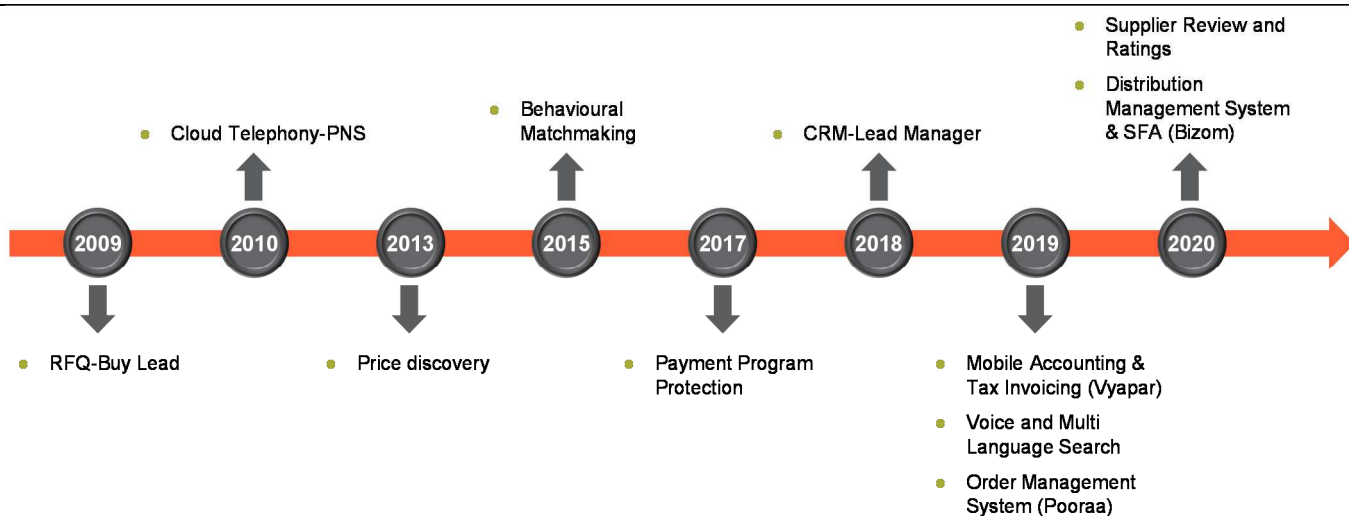 Supplier Review and
Ratings
Distribution
Management System
& SFA (Bizom)
Cloud Telephony-PNS
Behavioural
Matchmaking
CRM-Lead Manager
2009
2010
2013
2015
2017
2018
2019
2020
RFQ-Buy Lead
Price discovery
Payment Program
Protection
Mobile Accounting &
Tax Invoicing (Vyapar)
Voice and Multi
Language Search
Order Management
System (Pooraa)